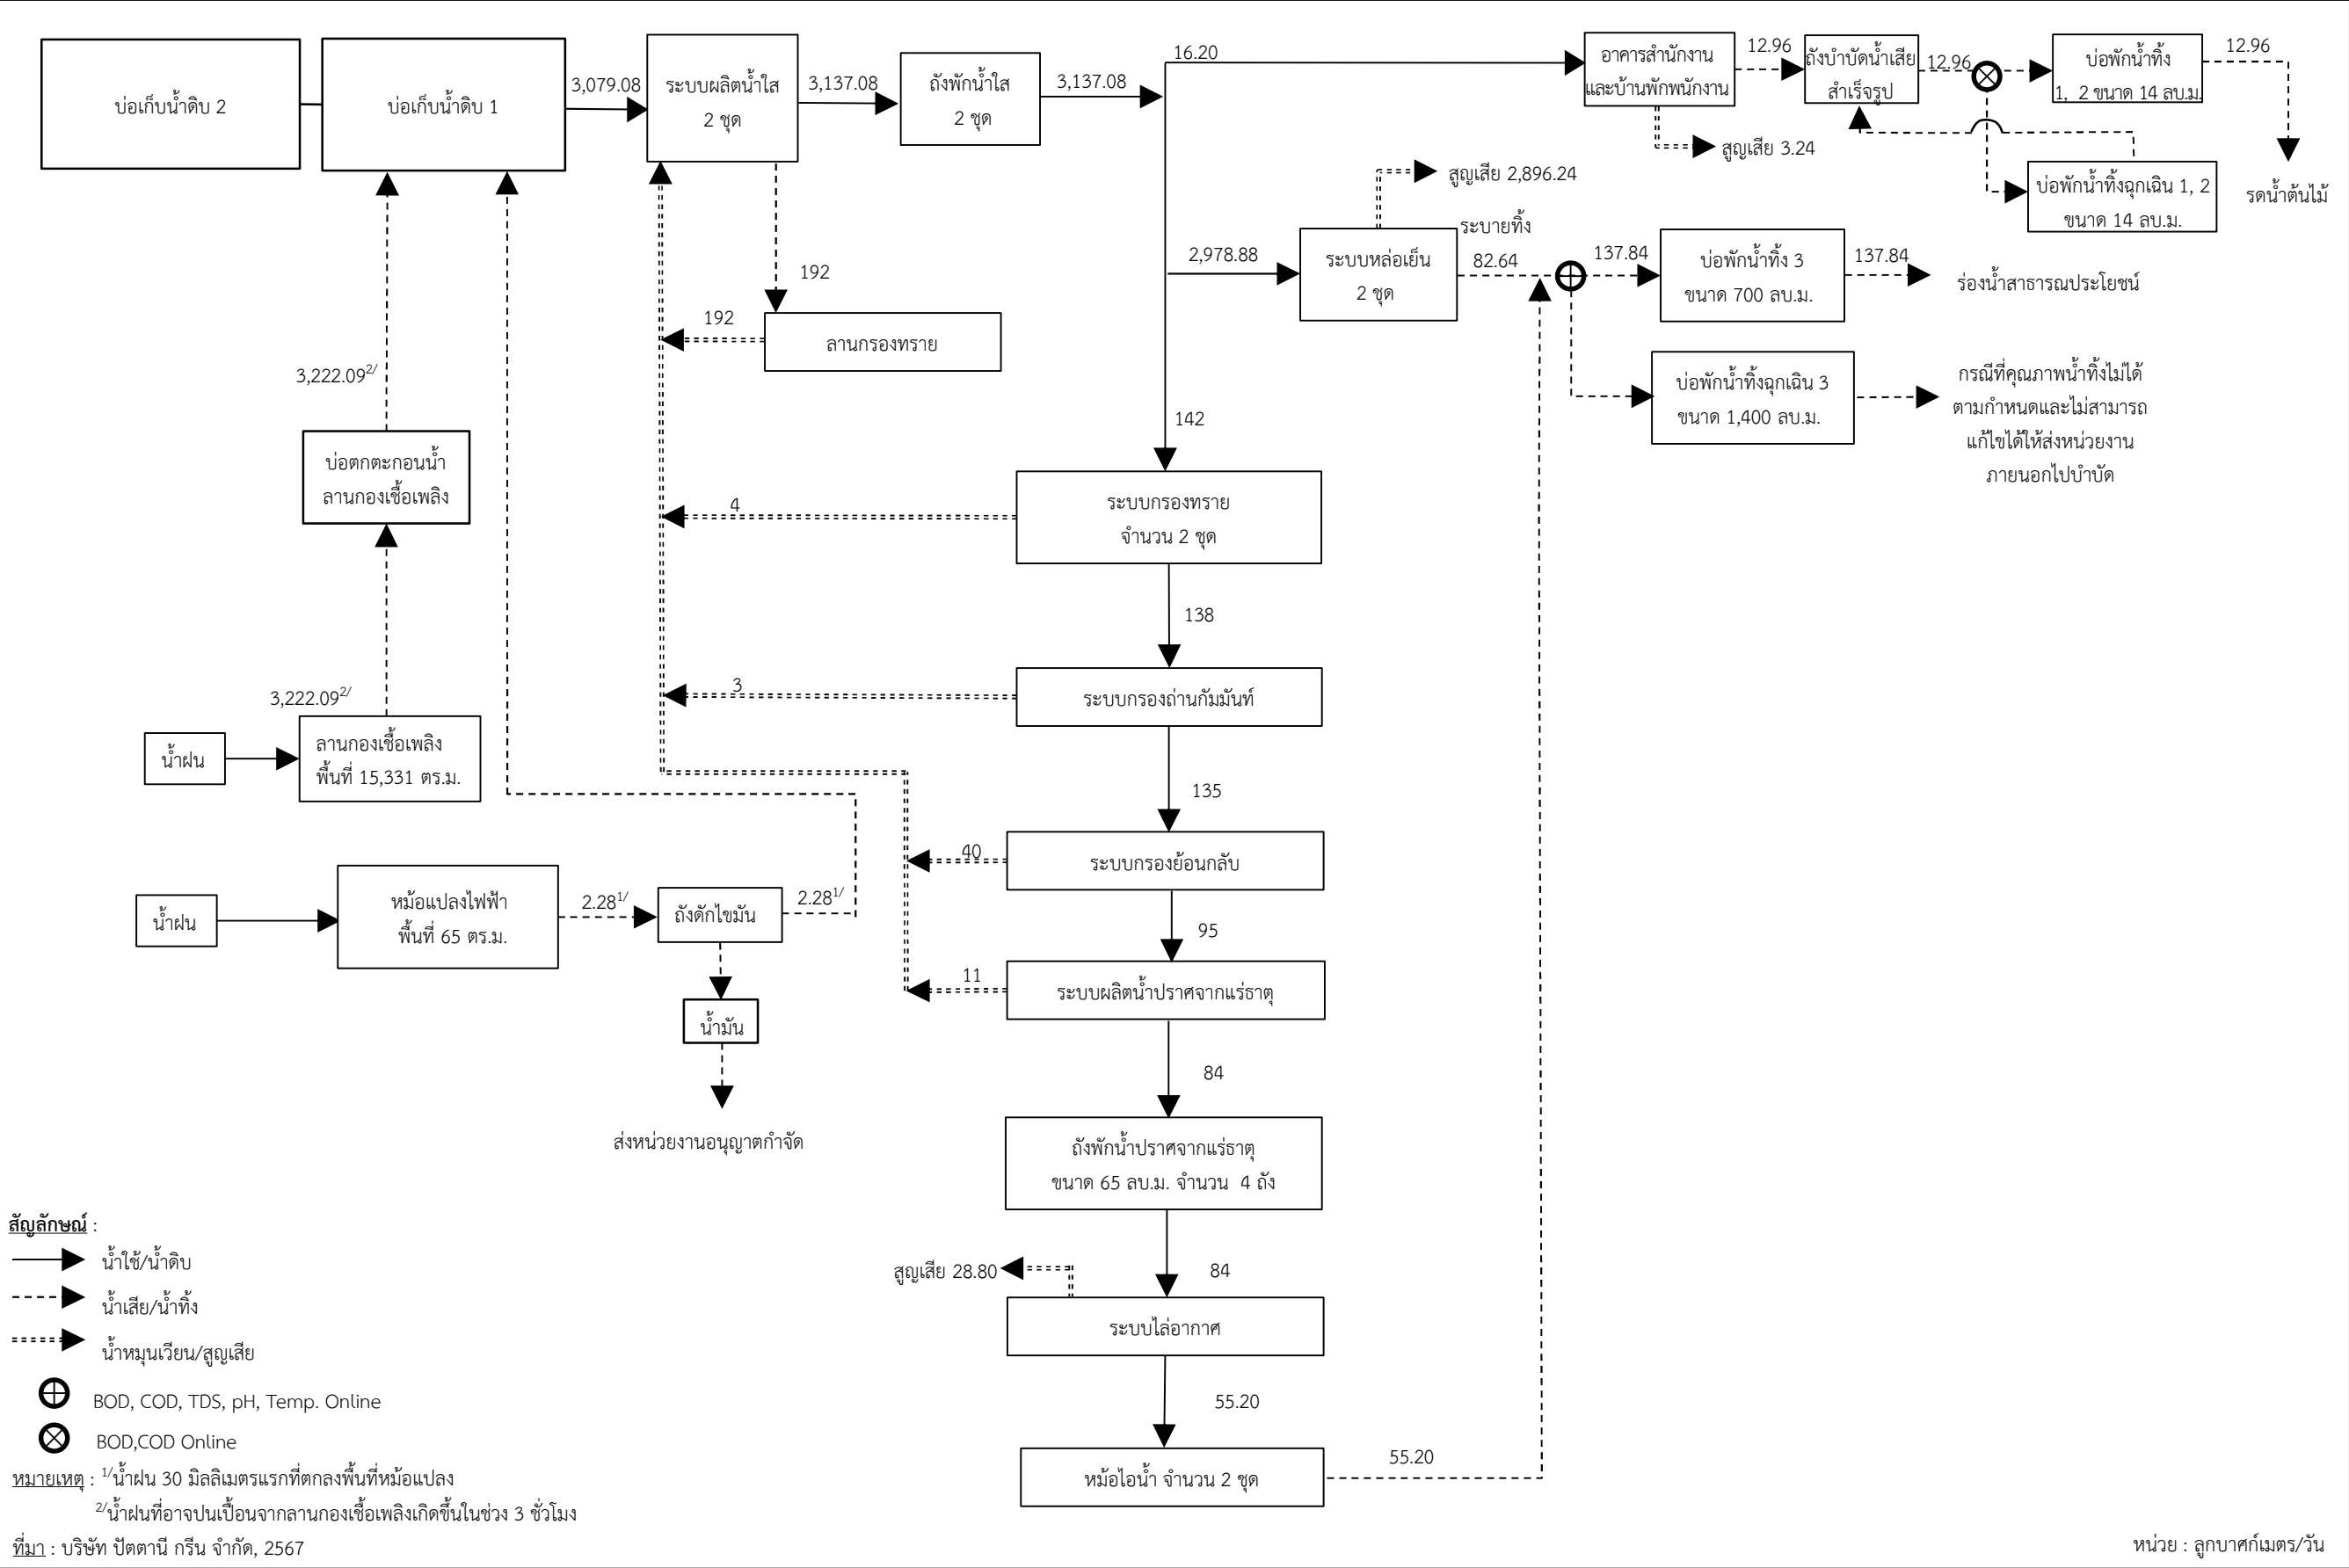 บ่อเก็บน้ำดิบ 2
บ่อเก็บน้ำดิบ 1
3,079.08
ระบบผลิตน้ำใส
2 ชุด
3,137.08
ถังพักน้ำใส
2 ชุด
3,137.08
16.20
อาคารสำนักงาน
และบ้านพักพนักงาน
12.96
ถังบำบัดน้ำเสีย
สำเร็จรูป
12.96
บ่อพักน้ำทิ้ง
1, 2 ขนาด 14 ลบ.ม.
12.96
สูญเสีย 3.24
บ่อพักน้ำทิ้งฉุกเฉิน 1, 2
ขนาด 14 ลบ.ม.
รดน้ำต้นไม้
สูญเสีย 2,896.24
ระบายทิ้ง
2,978.88
ระบบหล่อเย็น
2 ชุด
82.64
137.84
บ่อพักน้ำทิ้ง 3
ขนาด 700 ลบ.ม.
137.84
ร่องน้ำสาธารณประโยชน์
192
192
ลานกรองทราย
บ่อพักน้ำทิ้งฉุกเฉิน 3
ขนาด 1,400 ลบ.ม.
กรณีที่คุณภาพน้ำทิ้งไม่ได้
ตามกำหนดและไม่สามารถ
แก้ไขได้ให้ส่งหน่วยงาน
ภายนอกไปบำบัด
3,222.09 2/
142
บ่อตกตะกอนน้ำ
ลานกองเชื้อเพลิง
4
ระบบกรองทราย
จำนวน 2 ชุด
138
3
ระบบกรองถ่านกัมมันท์
3,222.09 2/
น้ำฝน
ลานกองเชื้อเพลิง
พื้นที่ 15,331 ตร.ม.
135
40
ระบบกรองย้อนกลับ
น้ำฝน
หม้อแปลงไฟฟ้า
พื้นที่ 65 ตร.ม.
2.28 1/
ถังดักไขมัน
2.28 1/
95
11
ระบบผลิตน้ำปราศจากแร่ธาตุ
น้ำมัน
84
ส่งหน่วยงานอนุญาตกำจัด
ถังพักน้ำปราศจากแร่ธาตุ
ขนาด 65 ลบ.ม. จำนวน 4 ถัง
สูญเสีย 28.80
84
ระบบไล่อากาศ
55.20
หม้อไอน้ำ จำนวน 2 ชุด
55.20
สัญลักษณ์ :
น้ำใช้/น้ำดิบ
น้ำเสีย/น้ำทิ้ง
น้ำหมุนเวียน/สูญเสีย
BOD, COD, TDS, pH, Temp. Online
BOD,COD Online
หมายเหตุ : 1/น้ำฝน 30 มิลลิเมตรแรกที่ตกลงพื้นที่หม้อแปลง
2/น้ำฝนที่อาจปนเปื้อนจากลานกองเชื้อเพลิงเกิดขึ้นในช่วง 3 ชั่วโมง
ที่มา : บริษัท ปัตตานี กรีน จำกัด, 2567
หน่วย : ลูกบาศก์เมตร/วัน